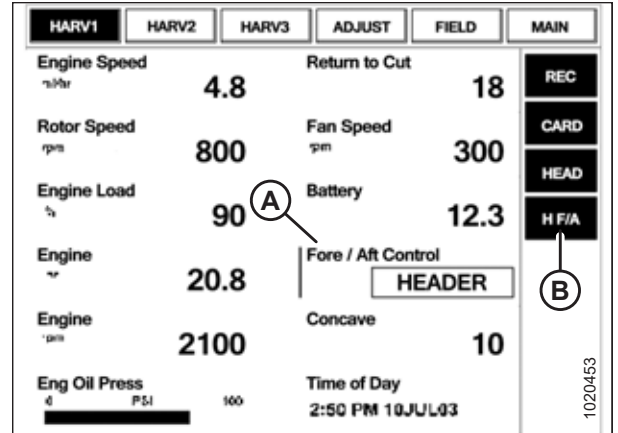 HARV1 HARV2 HARV3 ADJUST FIELD MAIN
Engine Speed
4.8
Return to Cut
18
REC
Rotor Speed
rpm
800
Fan Speed
rpm
300
CARD
HEAD
Engine Load
%
90
A
Battery
12.3
H F/A
B
Engine
20.8
Fore / Aft Control
HEADER
Engine
rpm
2100
Concave
10
Eng Oil Press
0 PSI 100
Time of Day
2:50 PM 10JUL03
1020453